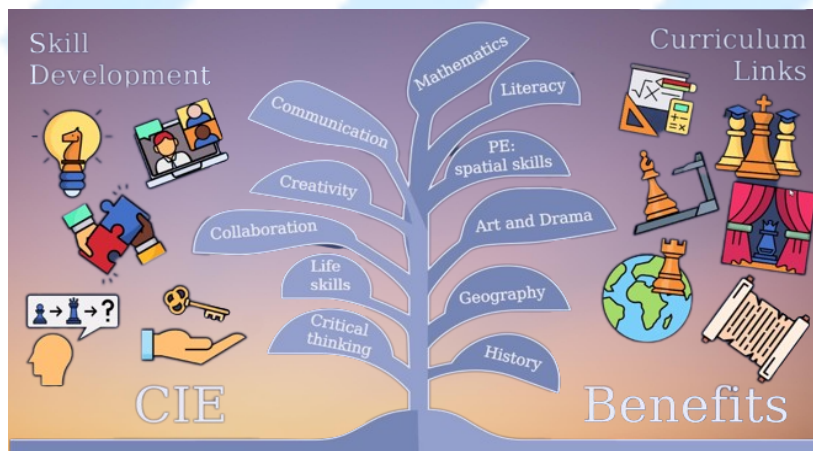 Skill
Development
Curriculum
Links
Communication
Creativity
Collaboration
Life
skills
Critical
thinking
Mathematics
Literacy
PE:
spatial skills
Art and Drama
Geography
History
√x
?
CIE
Benefits